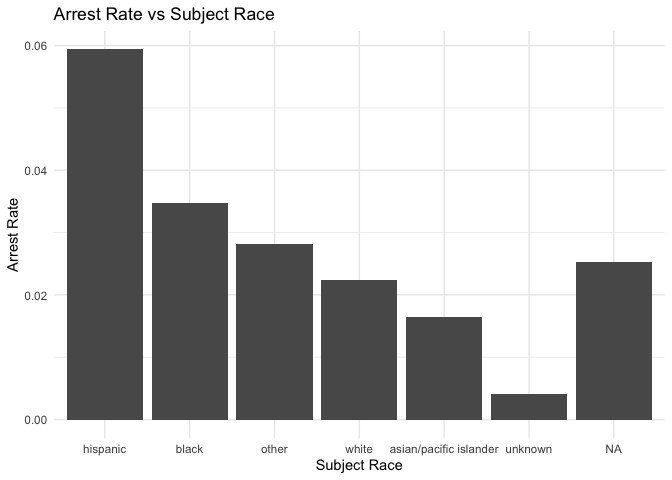 Arrest Rate vs Subject Race
0.06
0.04
0.02
0.00
Arrest Rate
hispanic black other white asian/pacific islander unknown NA
Subject Race